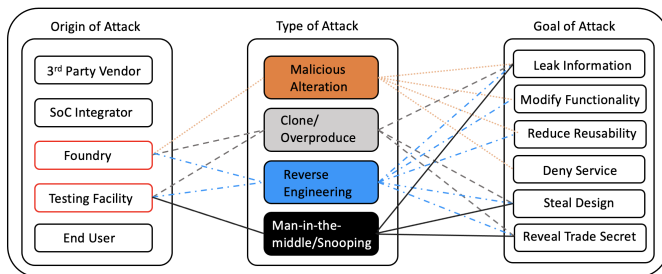 Origin of Attack
Type of Attack
Goal of Attack
3rd Party Vendor
SoC Integrator
Foundry
Testing Facility
End User
Malicious
Alteration
Clone/
Overproduce
Reverse
Engineering
Man-in-the-
middle/Snooping
Leak Information
Modify Functionality
Reduce Reusability
Deny Service
Steal Design
Reveal Trade Secret